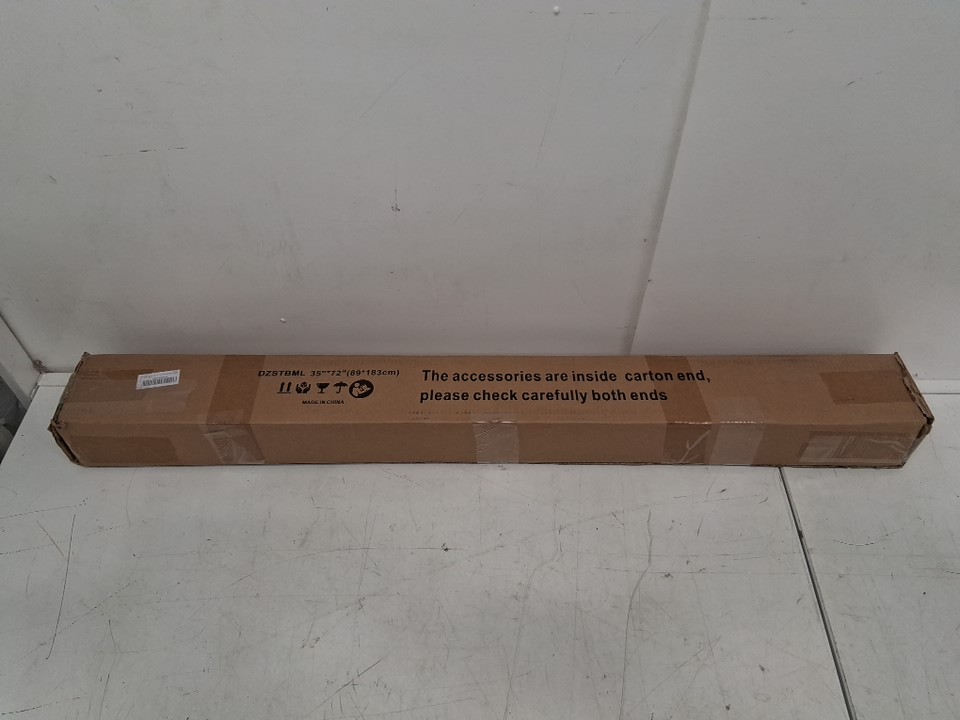 DZSTBML 35""*72"(89*183cm)
MADE IN CHINA
The accessories are inside carton end,
please check carefully both ends